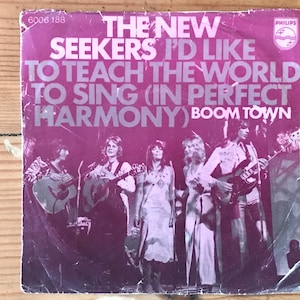 6006 188
PHILIPS
THE NEW
SEEKERS I'D LIKE
TO TEACH THE WORLD
TO SING (IN PERFECT
HARMONY) BOOM TOWN